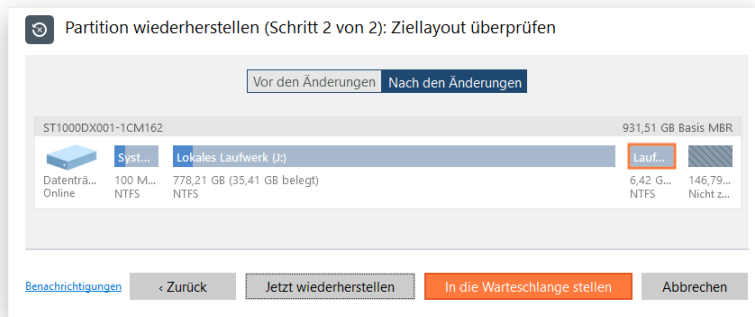 Partition wiederherstellen (Schritt 2 von 2): Ziellayout überprüfen
Vor den Änderungen Nach den Änderungen
ST1000DX001-1CM162 931,51 GB Basis MBR
Syst... Lokales Laufwerk (J:) Lauf...
Datenträ... 100 M... 778,21 GB (35,41 GB belegt) 6,42 G... 146,79...
Online NTFS NTFS NTFS Nicht z...
Benachrichtigungen ‹ Zurück Jetzt wiederherstellen In die Warteschlange stellen Abbrechen